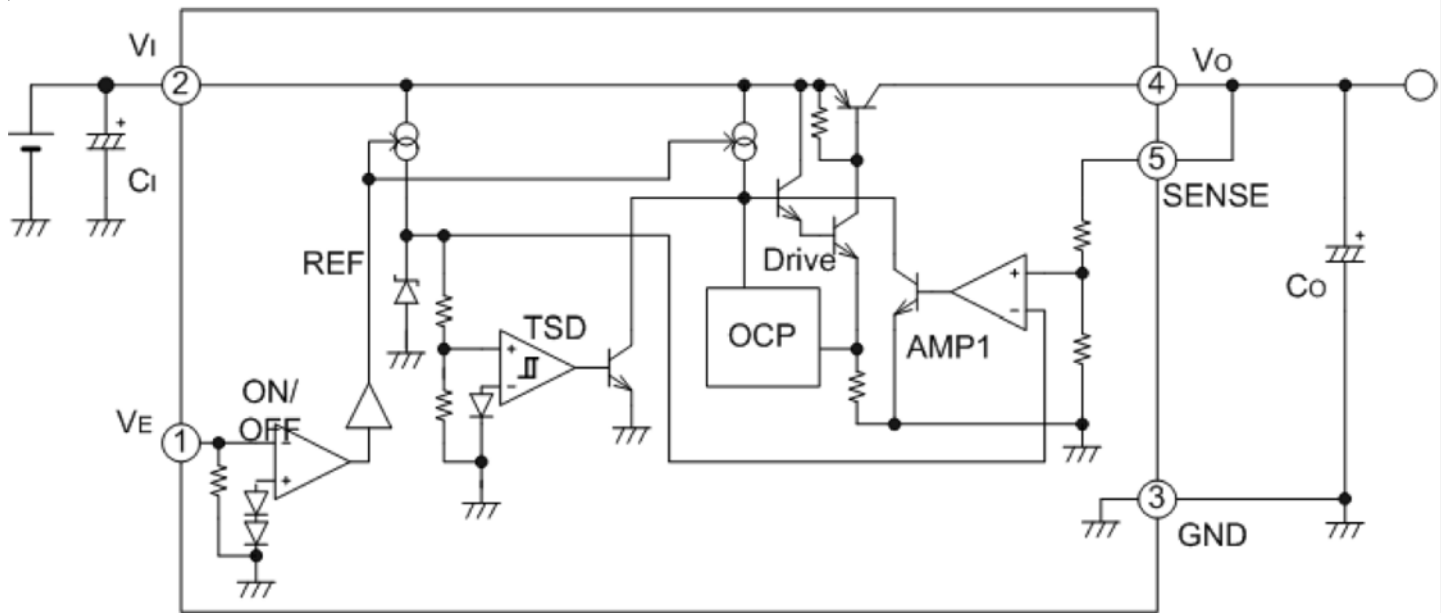 VI
2
CI
+
VO
4
5
SENSE
REF
Drive
+
CO
OCP
AMP1
+
-
TSD
+
-
ON/
OFF
VE
1
-
+
3
GND